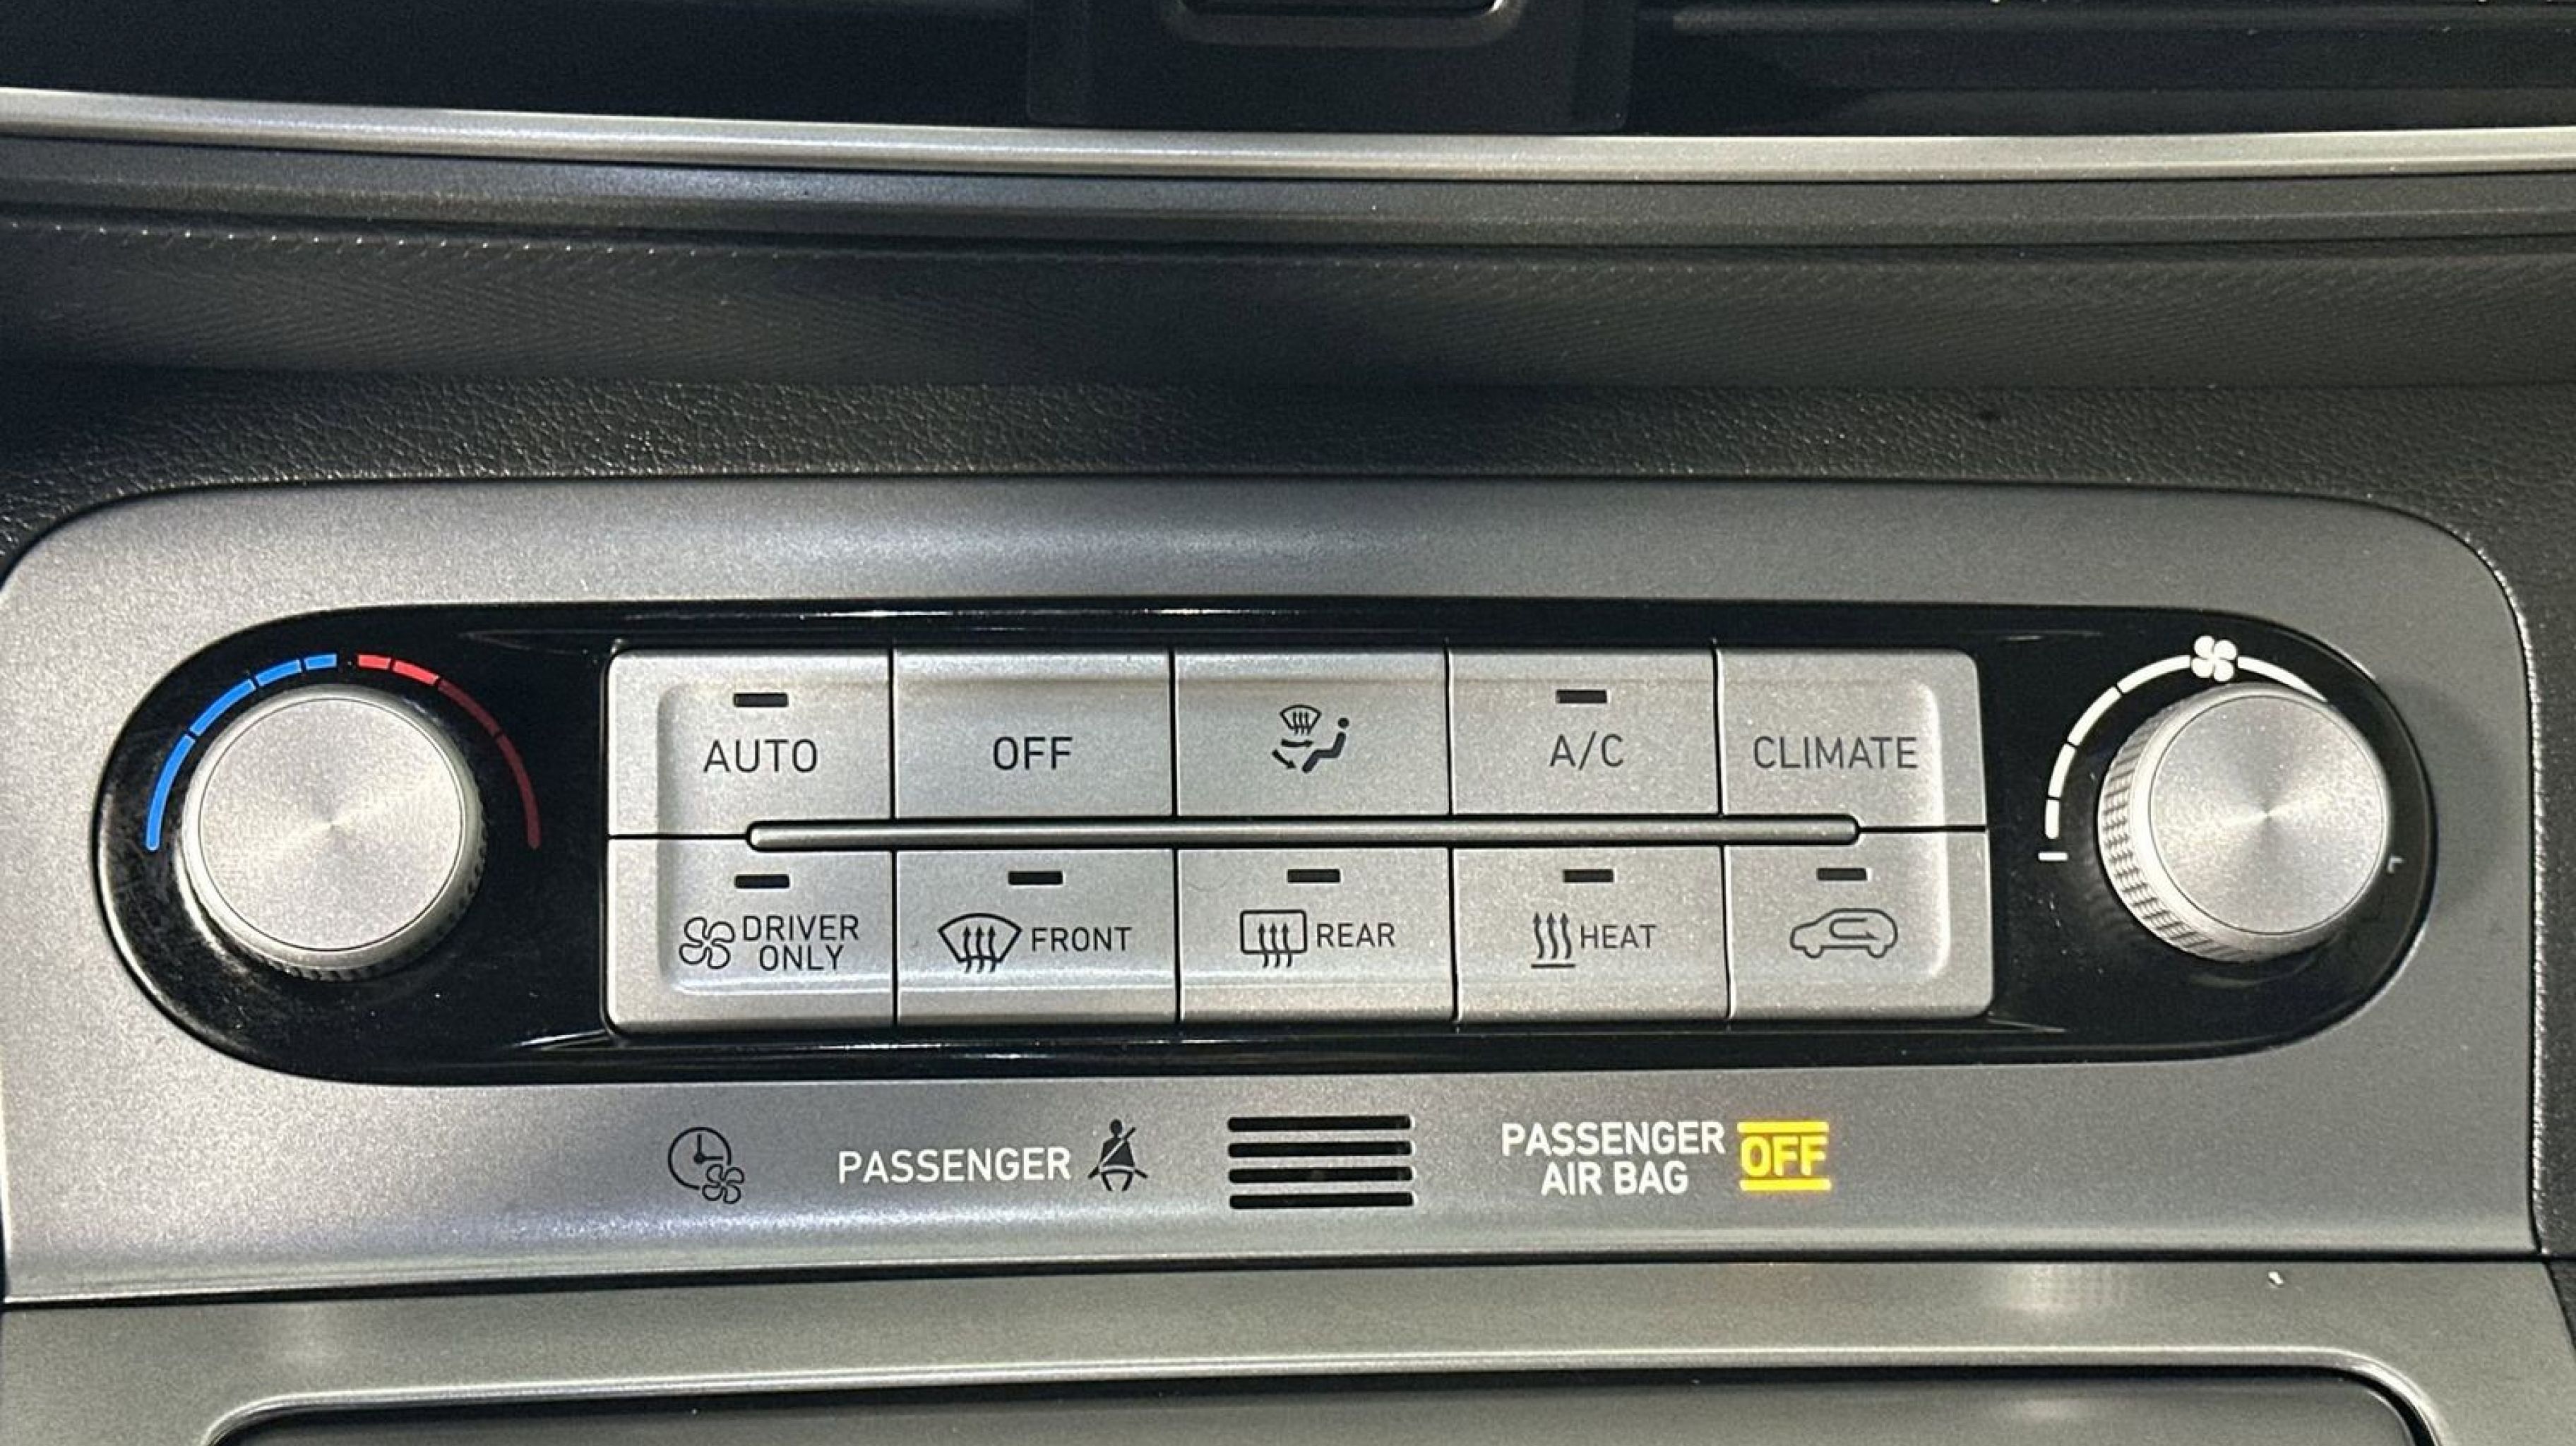 AUTO
OFF
A/C
CLIMATE
DRIVER
ONLY
FRONT
REAR
HEAT
PASSENGER
PASSENGER
AIR BAG
OFF